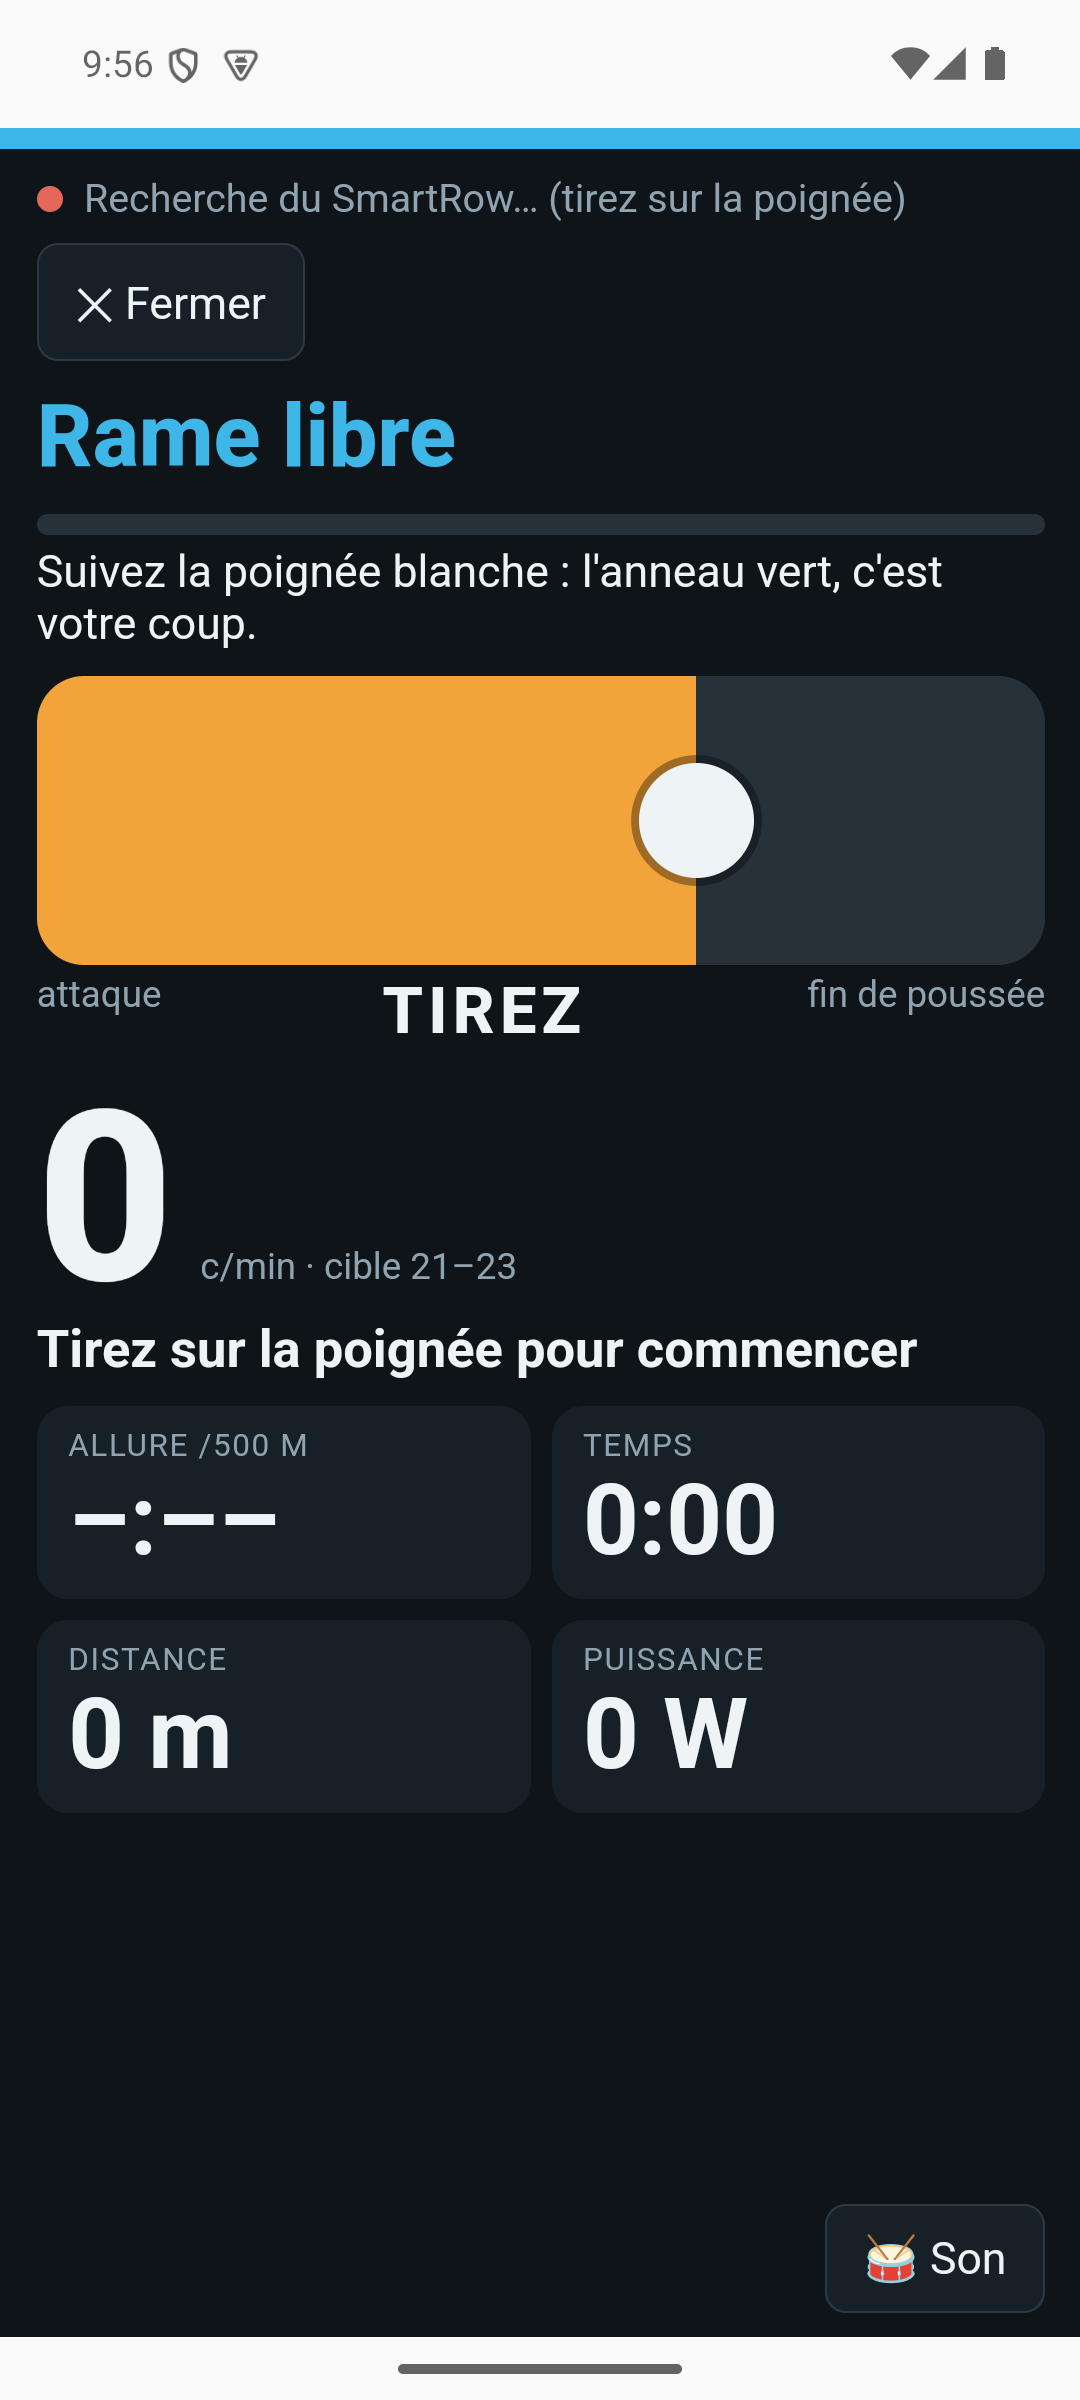 9:56
Recherche du SmartRow... (tirez sur la poignée)
Fermer
Rame libre
Suivez la poignée blanche : l'anneau vert, c'est
votre coup.
attaque
TIREZ
fin de poussée
0
c/min · cible 21–23
Tirez sur la poignée pour commencer
ALLURE /500 M
–:––
TEMPS
0:00
DISTANCE
0 m
PUISSANCE
0 W
Son